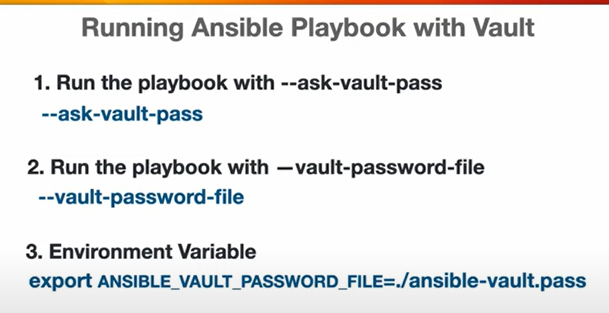 Running Ansible Playbook with Vault
1. Run the playbook with --ask-vault-pass
--ask-vault-pass
2. Run the playbook with —vault-password-file
--vault-password-file
3. Environment Variable
export ANSIBLE_VAULT_PASSWORD_FILE=./ansible-vault.pass